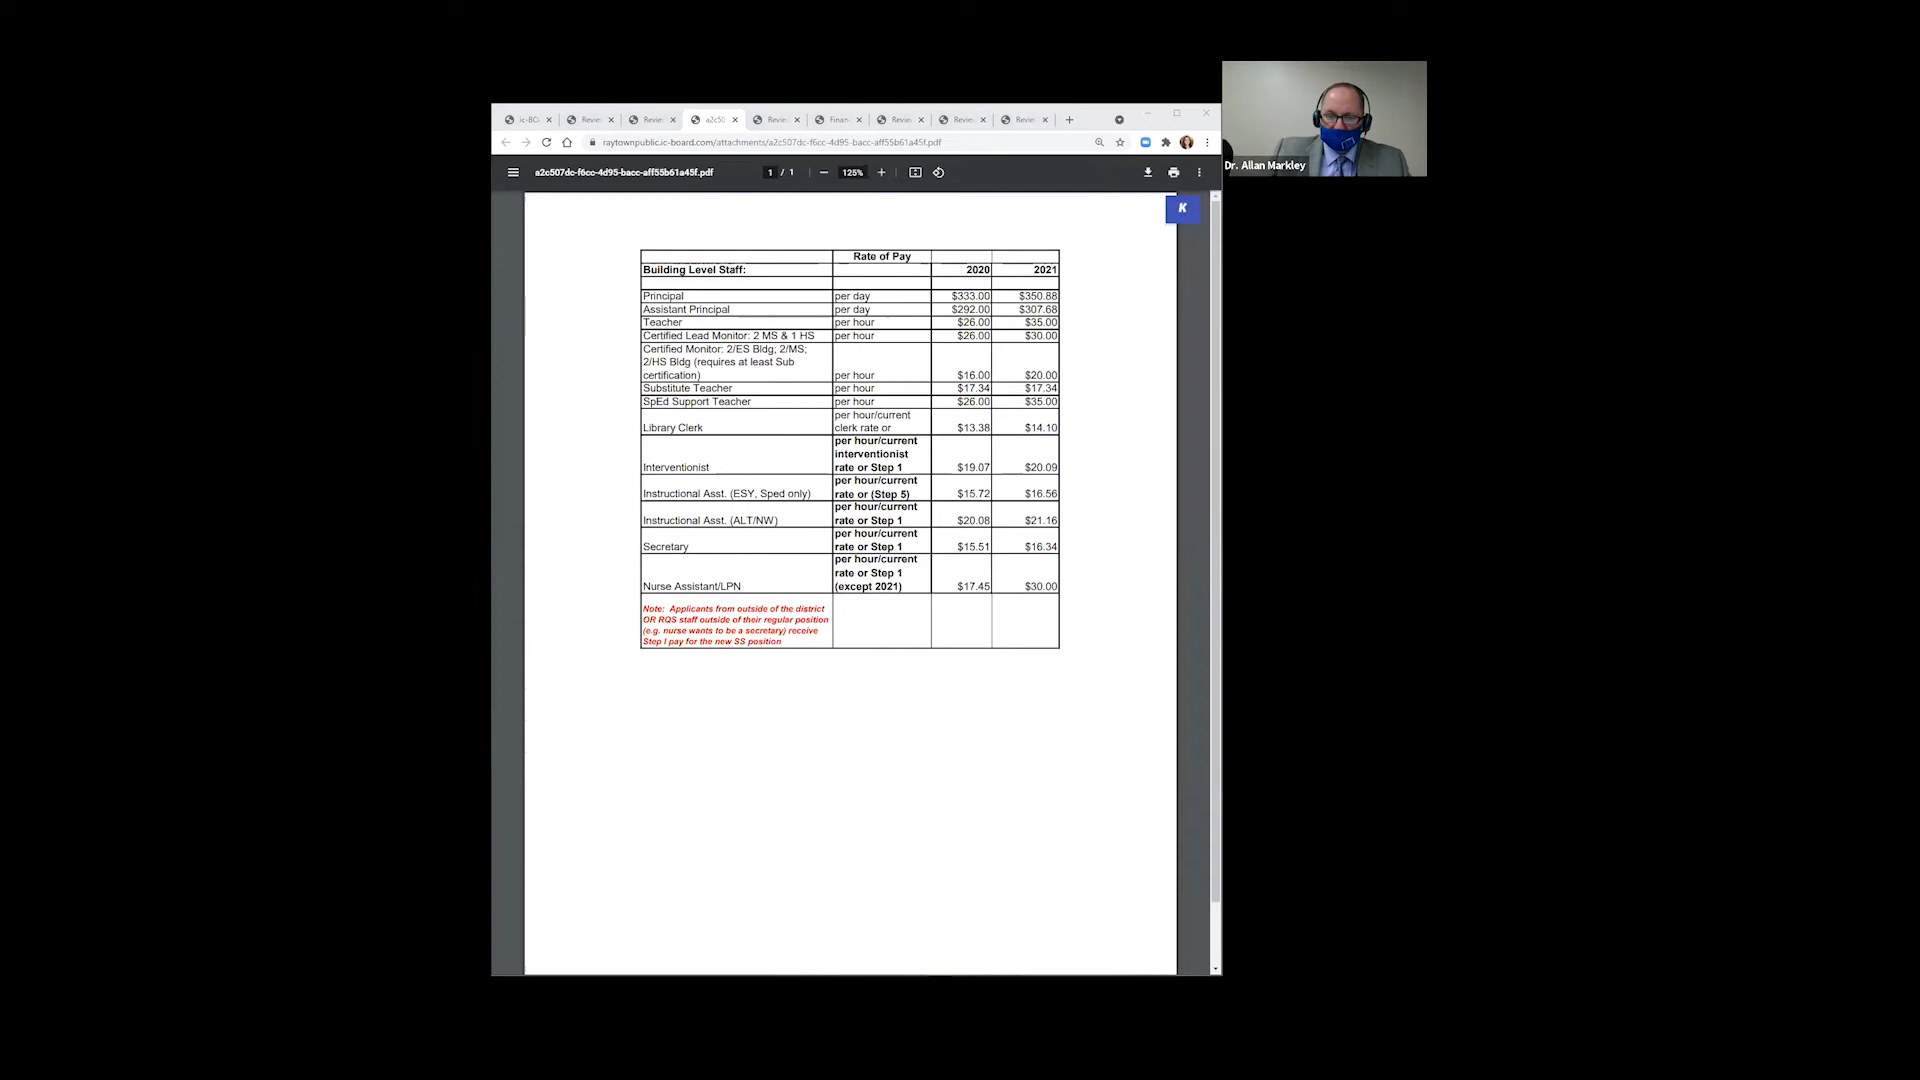 ic-BC
Revie
Revie
a2c50
Revie
Finan
Revie
Revie
Revie
raytownpublic.ic-board.com/attachments/a2c507dc-f6cc-4d95-bacc-aff55b61a45f.pdf
Dr. Allan Markley
a2c507dc-f6cc-4d95-bacc-aff55b61a45f.pdf
1 / 1
125%
K
Rate of Pay
Building Level Staff: 2020 2021
Principal per day $333.00 $350.88
Assistant Principal per day $292.00 $307.68
Teacher per hour $26.00 $35.00
Certified Lead Monitor: 2 MS & 1 HS per hour $26.00 $30.00
Certified Monitor: 2/ES Bldg; 2/MS;
2/HS Bldg (requires at least Sub
certification) per hour $16.00 $20.00
Substitute Teacher per hour $17.34 $17.34
SpEd Support Teacher per hour $26.00 $35.00
per hour/current
Library Clerk clerk rate or $13.38 $14.10
per hour/current
interventionist
Interventionist rate or Step 1 $19.07 $20.09
per hour/current
Instructional Asst. (ESY, Sped only) rate or (Step 5) $15.72 $16.56
per hour/current
Instructional Asst. (ALT/NW) rate or Step 1 $20.08 $21.16
per hour/current
Secretary rate or Step 1 $15.51 $16.34
per hour/current
rate or Step 1
Nurse Assistant/LPN (except 2021) $17.45 $30.00
Note: Applicants from outside of the district
OR RQS staff outside of their regular position
(e.g. nurse wants to be a secretary) receive
Step I pay for the new SS position